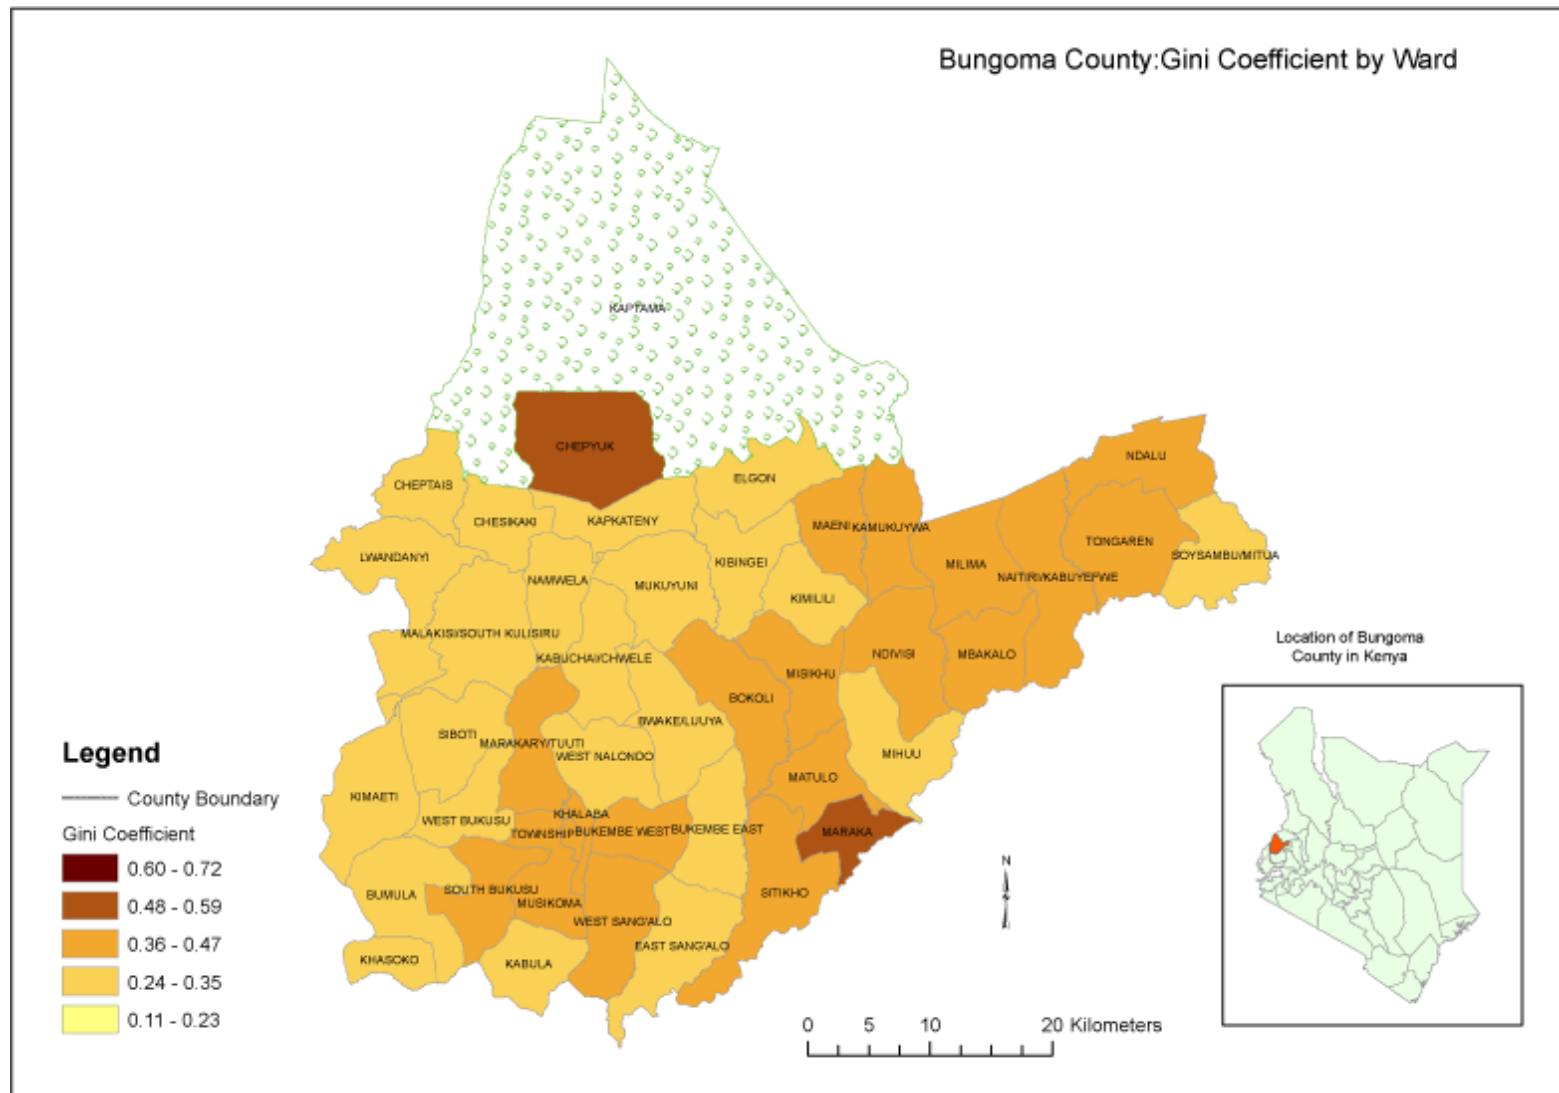 Bungoma County:Gini Coefficient by Ward
KAPTAMA
CHEPYUK
NDALU
CHEPTAIS
ELGON
CHESIKAKI
KAPKATENY
MAENI
KAMUKUYWA
TONGAREN
SOYSAMBU/MITUA
LWANDANYI
NAMWELA
MUKUYUNI
KIBINGEI
MILIMA
NAITIRI/KABUYEFWE
KIMILILI
MALAKISI/SOUTH KULISIRU
KABUCHAI/CHWELE
NDIVISI
MBAKALO
MISIKHU
BOKOLI
BWAKE/LUUYA
SIBOTI
MARAKARY/TUUTI
WEST NALONDO
MIHUU
MATULO
KIMAETI
WEST BUKUSU
KHALABA
TOWNSHIP
BUKEMBE WEST
BUKEMBE EAST
MARAKA
BUMULA
SOUTH BUKUSU
MUSIKOMA
SITIKHO
WEST SANG'ALO
EAST SANG'ALO
KHASOKO
KABULA
Legend
County Boundary
Gini Coefficient
0.60 - 0.72
0.48 - 0.59
0.36 - 0.47
0.24 - 0.35
0.11 - 0.23
N
0 5 10 20 Kilometers
Location of Bungoma
County in Kenya